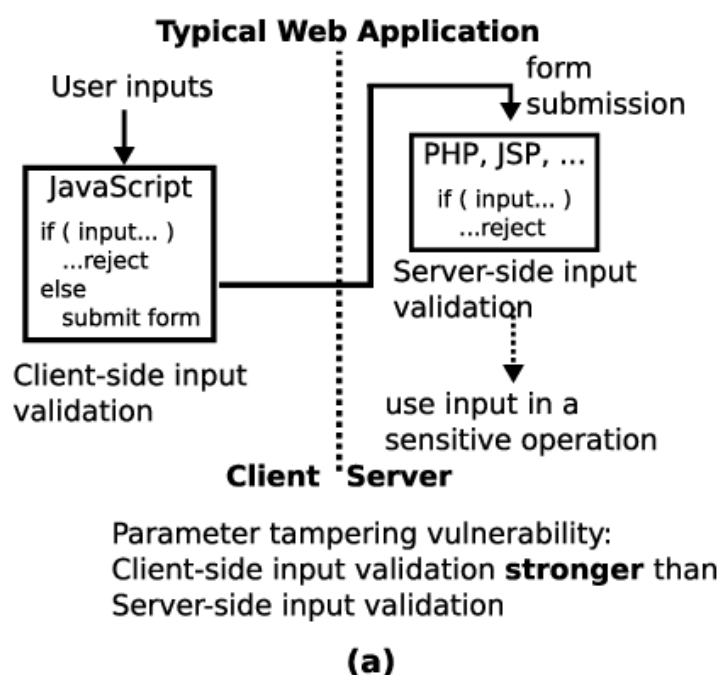 Typical Web Application
User inputs
JavaScript
if ( input... )
...reject
else
submit form
Client-side input
validation
form
submission
PHP, JSP, ...
if ( input... )
...reject
Server-side input
validation
use input in a
sensitive operation
Client Server
Parameter tampering vulnerability:
Client-side input validation stronger than
Server-side input validation
(a)